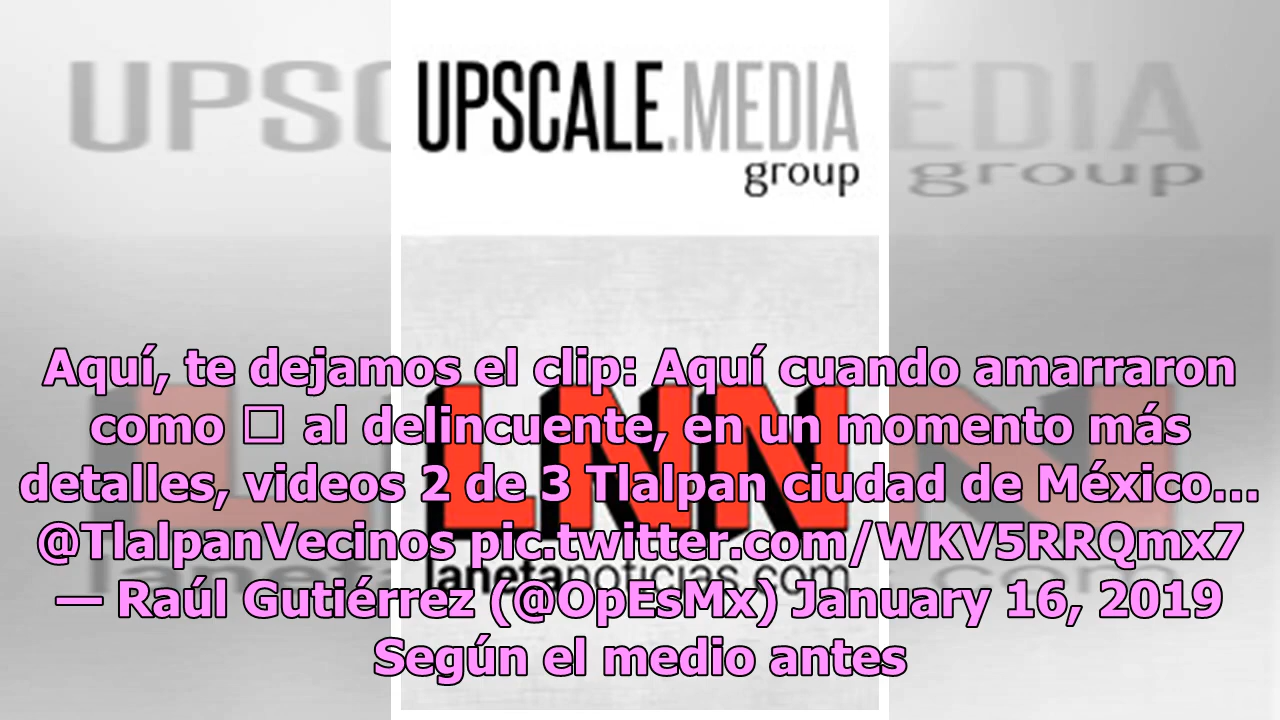 UPSCALE.MEDIA
group
Aquí, te dejamos el clip: Aquí cuando amarraron
como □ al delincuente, en un momento más
detalles, videos 2 de 3 Tlalpan ciudad de México...
@TlalpanVecinos pic.twitter.com/WKV5RRQmx7
— Raúl Gutiérrez (@OpEsMx) January 16, 2019
Según el medio antes
LNN
lanetanoticias.com